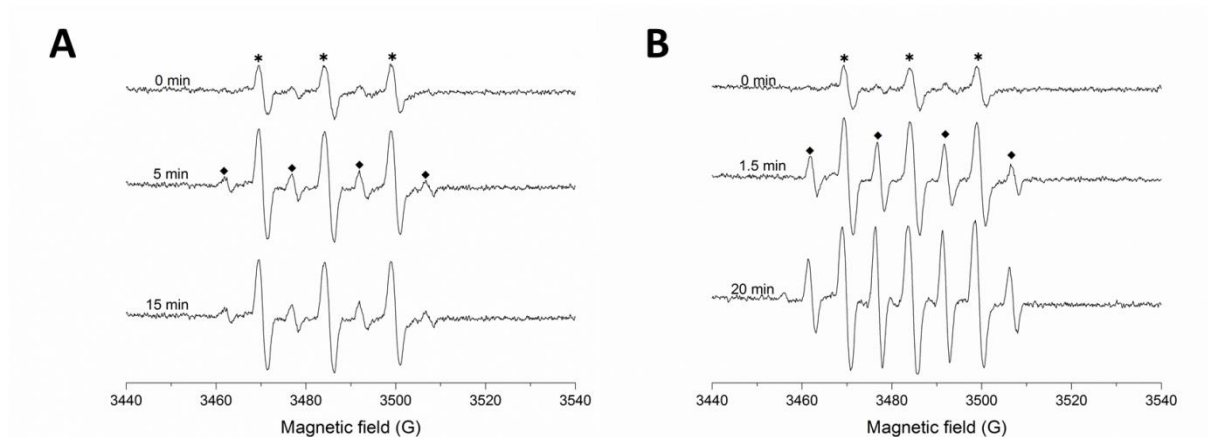 A
* * *
0 min
5 min
◆ ◆ ◆ ◆
15 min
3440 3460 3480 3500 3520 3540
Magnetic field (G)
B
* * *
0 min
◆ ◆ ◆ ◆
1.5 min
20 min
3440 3460 3480 3500 3520 3540
Magnetic field (G)